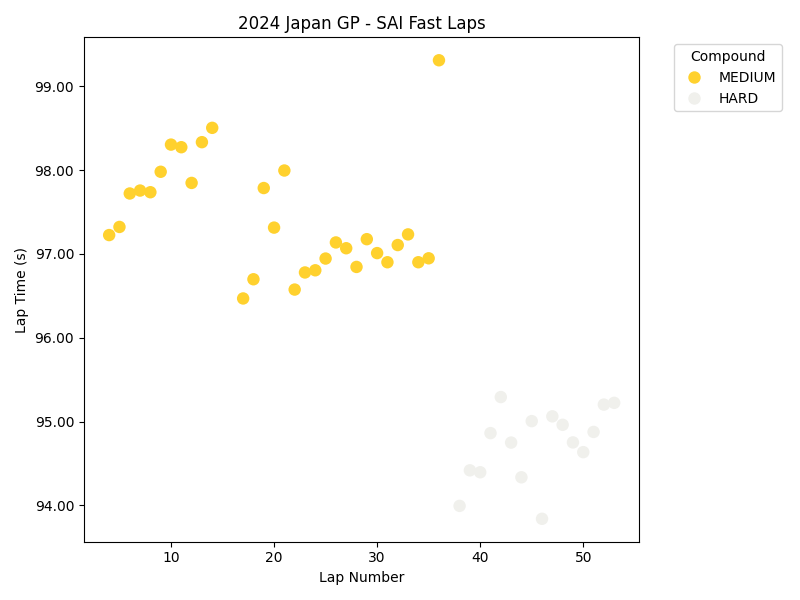 2024 Japan GP - SAI Fast Laps
Compound
MEDIUM
HARD
99.00
98.00
97.00
96.00
95.00
94.00
Lap Time (s)
10
20
30
40
50
Lap Number